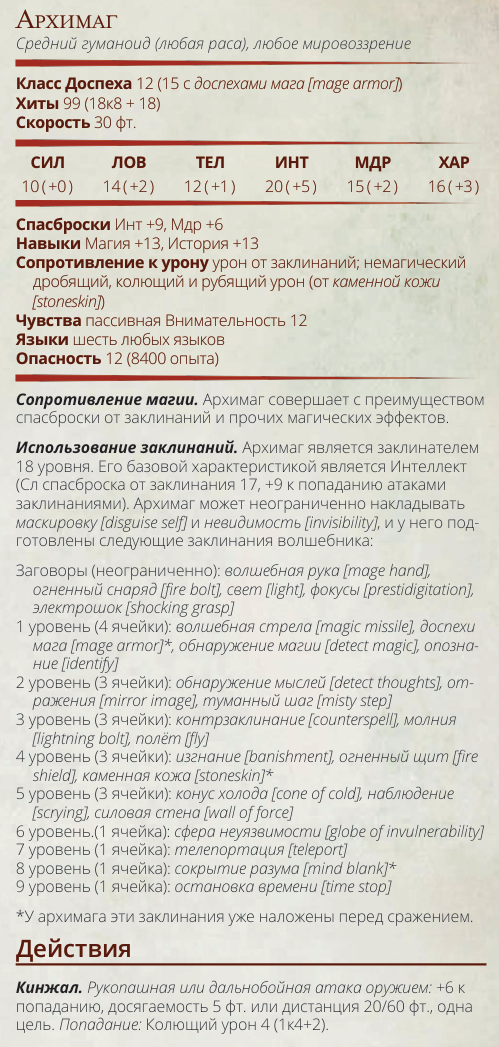 Архимаг
Средний гуманоид (любая раса), любое мировоззрение
Класс Доспеха 12 (15 с доспехами мага [mage armor])
Хиты 99 (18к8 + 18)
Скорость 30 фт.
СИЛ ЛОВ ТЕЛ ИНТ МДР ХАР
10 (+0) 14 (+2) 12 (+1) 20 (+5) 15 (+2) 16 (+3)
Спасброски Инт +9, Мдр +6
Навыки Магия +13, История +13
Сопротивление к урону урон от заклинаний; немагический
дробящий, колющий и рубящий урон (от каменной кожи
[stoneskin])
Чувства пассивная Внимательность 12
Языки шесть любых языков
Опасность 12 (8400 опыта)
Сопротивление магии. Архимаг совершает с преимуществом
спасброски от заклинаний и прочих магических эффектов.
Использование заклинаний. Архимаг является заклинателем
18 уровня. Его базовой характеристикой является Интеллект
(Сл спасброска от заклинания 17, +9 к попаданию атаками
заклинаниями). Архимаг может неограниченно накладывать
маскировку [disguise self] и невидимость [invisibility], и у него под-
готовлены следующие заклинания волшебника:
Заговоры (неограниченно): волшебная рука [mage hand],
огненный снаряд [fire bolt], свет [light], фокусы [prestidigitation],
электрошок [shocking grasp]
1 уровень (4 ячейки): волшебная стрела [magic missile], доспехи
мага [mage armor]*, обнаружение магии [detect magic], опозна-
ние [identify]
2 уровень (3 ячейки): обнаружение мыслей [detect thoughts], от-
ражения [mirror image], туманный шаг [misty step]
3 уровень (3 ячейки): контрзаклинание [counterspell], молния
[lightning bolt], полёт [fly]
4 уровень (3 ячейки): изгнание [banishment], огненный щит [fire
shield], каменная кожа [stoneskin]*
5 уровень (3 ячейки): конус холода [cone of cold], наблюдение
[scrying], силовая стена [wall of force]
6 уровень.(1 ячейка): сфера неуязвимости [globe of invulnerability]
7 уровень (1 ячейка): телепортация [teleport]
8 уровень (1 ячейка): сокрытие разума [mind blank]*
9 уровень (1 ячейка): остановка времени [time stop]
*У архимага эти заклинания уже наложены перед сражением.
Действия
Кинжал. Рукопашная или дальнобойная атака оружием: +6 к
попаданию, досягаемость 5 фт. или дистанция 20/60 фт., одна
цель. Попадание: Колющий урон 4 (1к4+2).